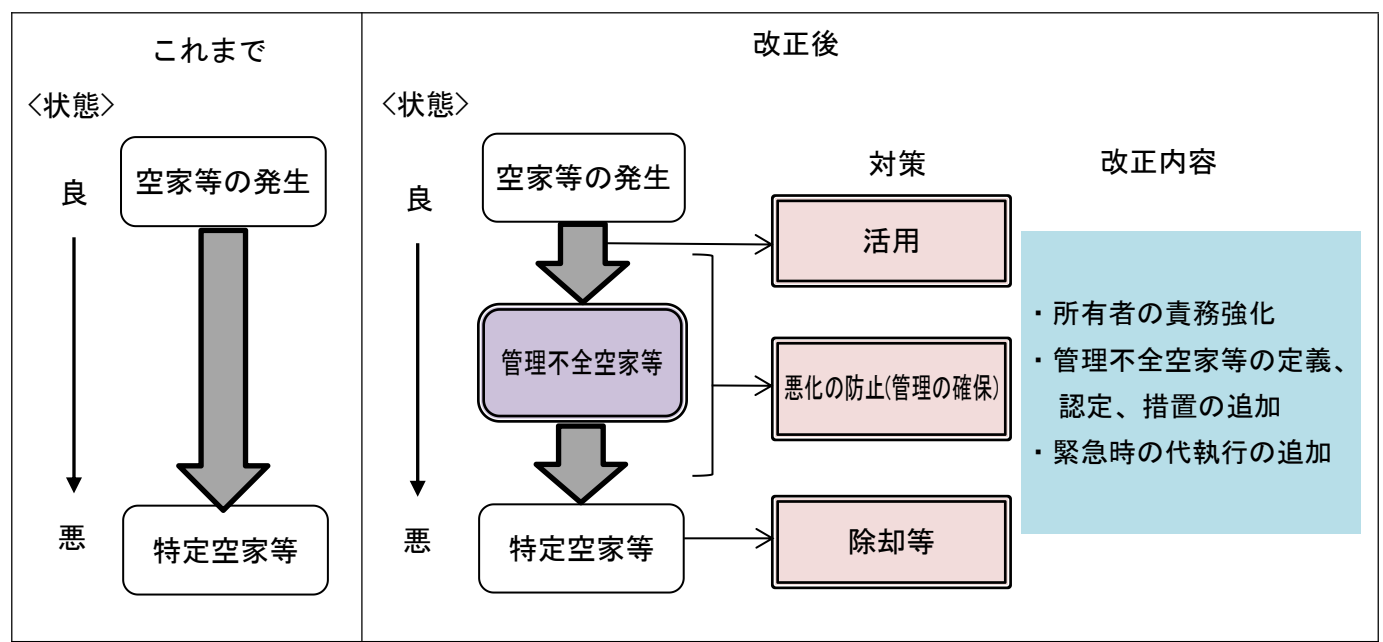 これまで
<状態>
良
悪
空家等の発生
特定空家等
改正後
<状態>
良
悪
空家等の発生
管理不全空家等
特定空家等
対策
活用
悪化の防止(管理の確保)
除却等
改正内容
・所有者の責務強化
・管理不全空家等の定義、
認定、措置の追加
・緊急時の代執行の追加